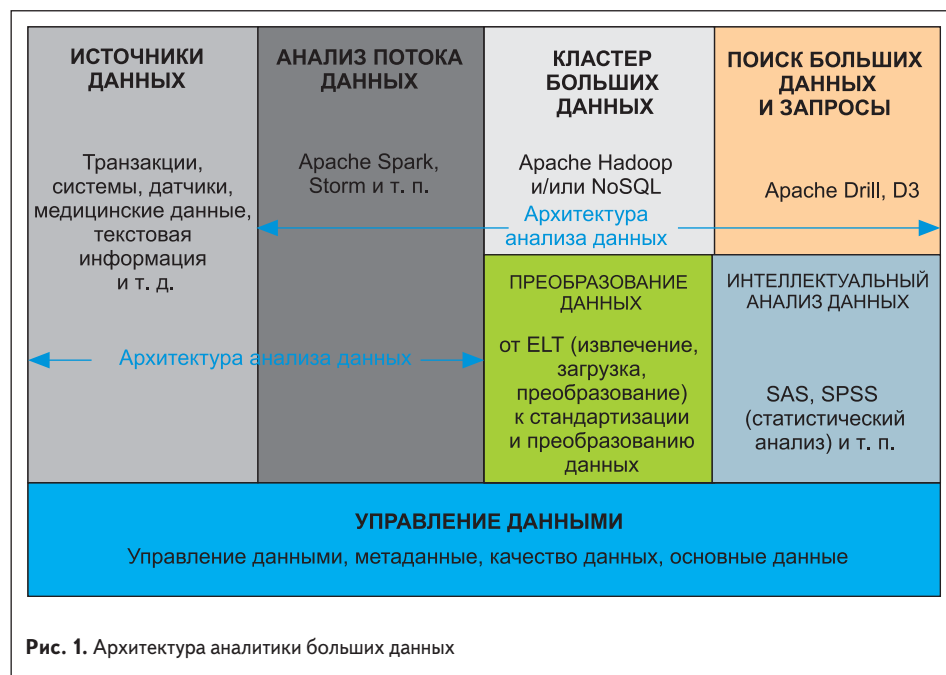 ИСТОЧНИКИ
ДАННЫХ
Транзакции,
системы, датчики,
медицинские данные,
текстовая
информация
и т. д.
АНАЛИЗ ПОТОКА
ДАННЫХ
Apache Spark,
Storm и т. п.
КЛАСТЕР
БОЛЬШИХ
ДАННЫХ
Apache Hadoop
и/или NoSQL
ПОИСК БОЛЬШИХ
ДАННЫХ
И ЗАПРОСЫ
Apache Drill, D3
Архитектура
анализа данных
Архитектура анализа данных
ПРЕОБРАЗОВАНИЕ
ДАННЫХ
от ELT (извлечение,
загрузка,
преобразование)
к стандартизации
и преобразованию
данных
ИНТЕЛЛЕКТУАЛЬНЫЙ
АНАЛИЗ ДАННЫХ
SAS, SPSS
(статистический
анализ) и т. п.
УПРАВЛЕНИЕ ДАННЫМИ
Управление данными, метаданные, качество данных, основные данные
Рис. 1. Архитектура аналитики больших данных